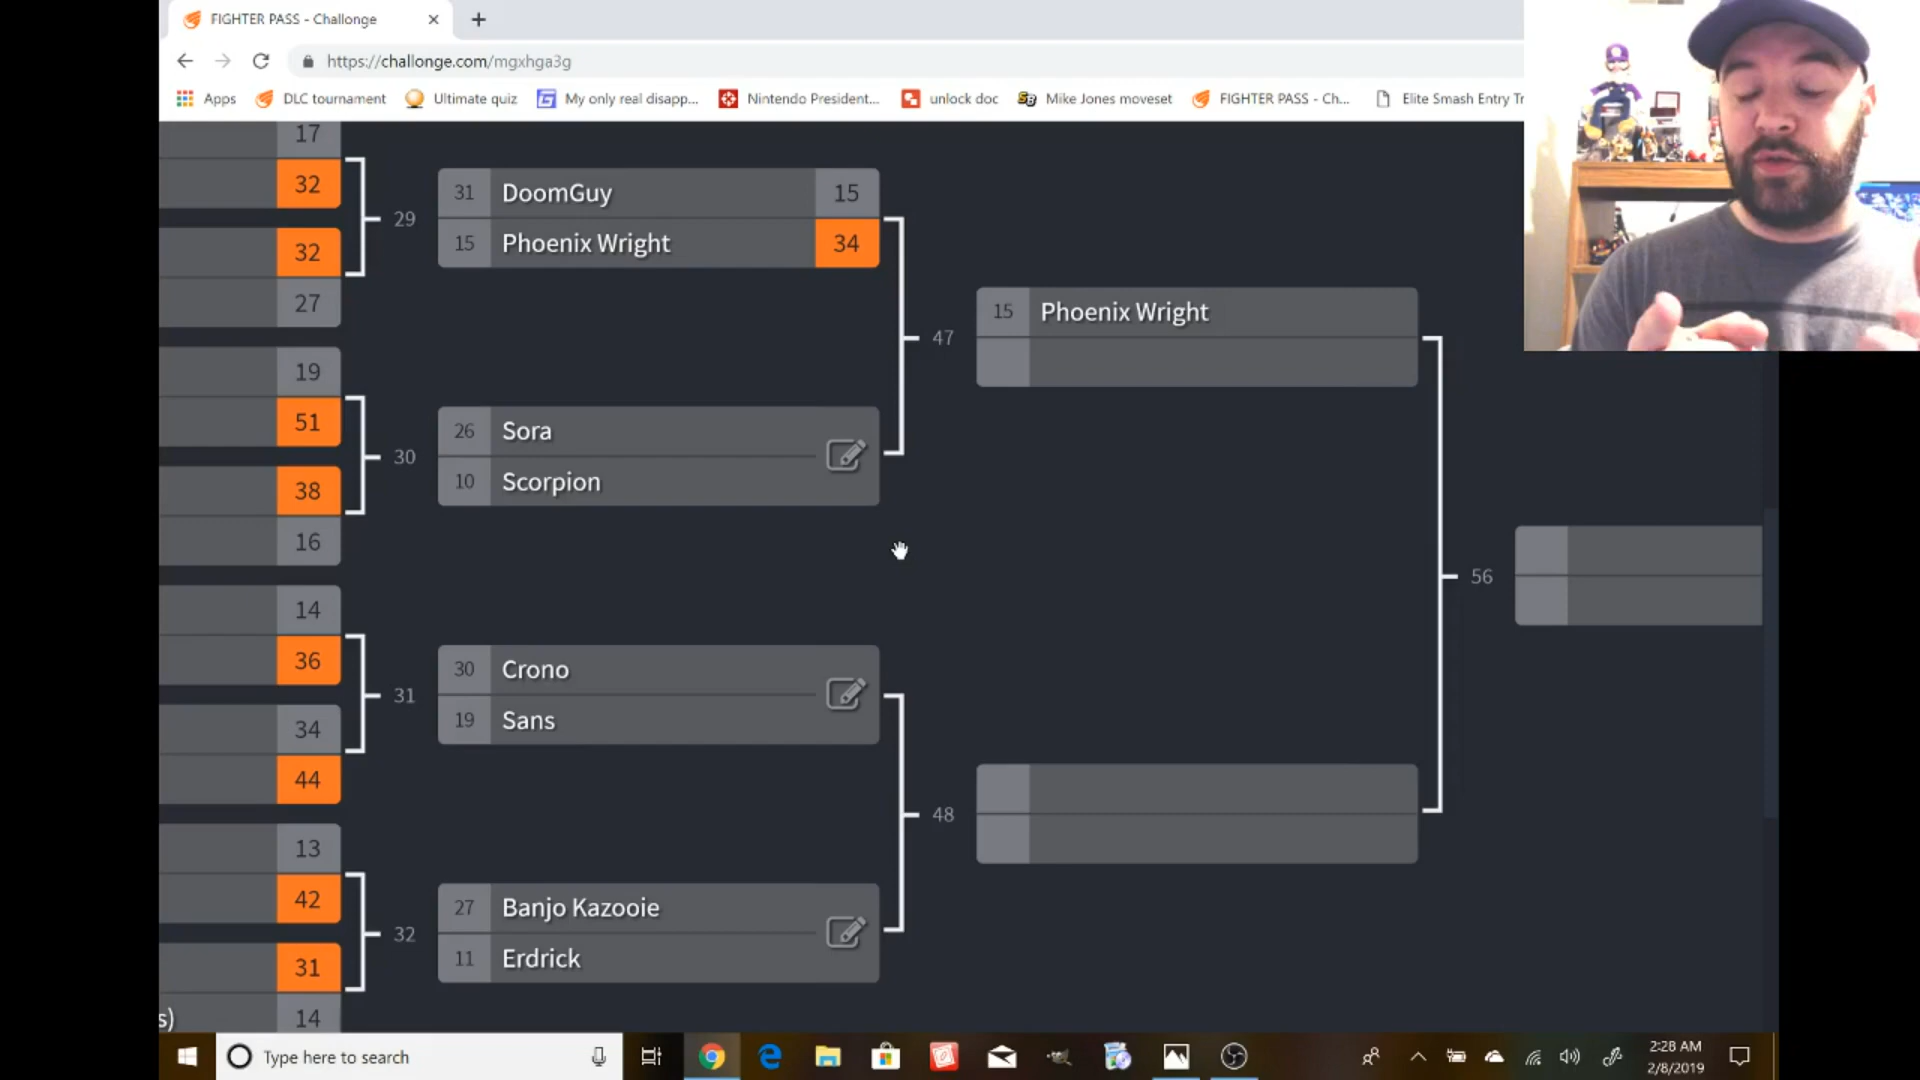 FIGHTER PASS - Challonge
https://challonge.com/mgxhga3g
Apps DLC tournament Ultimate quiz My only real disapp... Nintendo President... unlock doc Mike Jones moveset FIGHTER PASS - Ch... Elite Smash Entry Tr
17
32
29
32
27
31 DoomGuy 15
15 Phoenix Wright 34
47
15 Phoenix Wright
19
51
30
38
16
26 Sora
10 Scorpion
56
14
36
31
34
44
30 Crono
19 Sans
48
13
42
32
31
s) 14
27 Banjo Kazooie
11 Erdrick
Type here to search
2:28 AM
2/8/2019